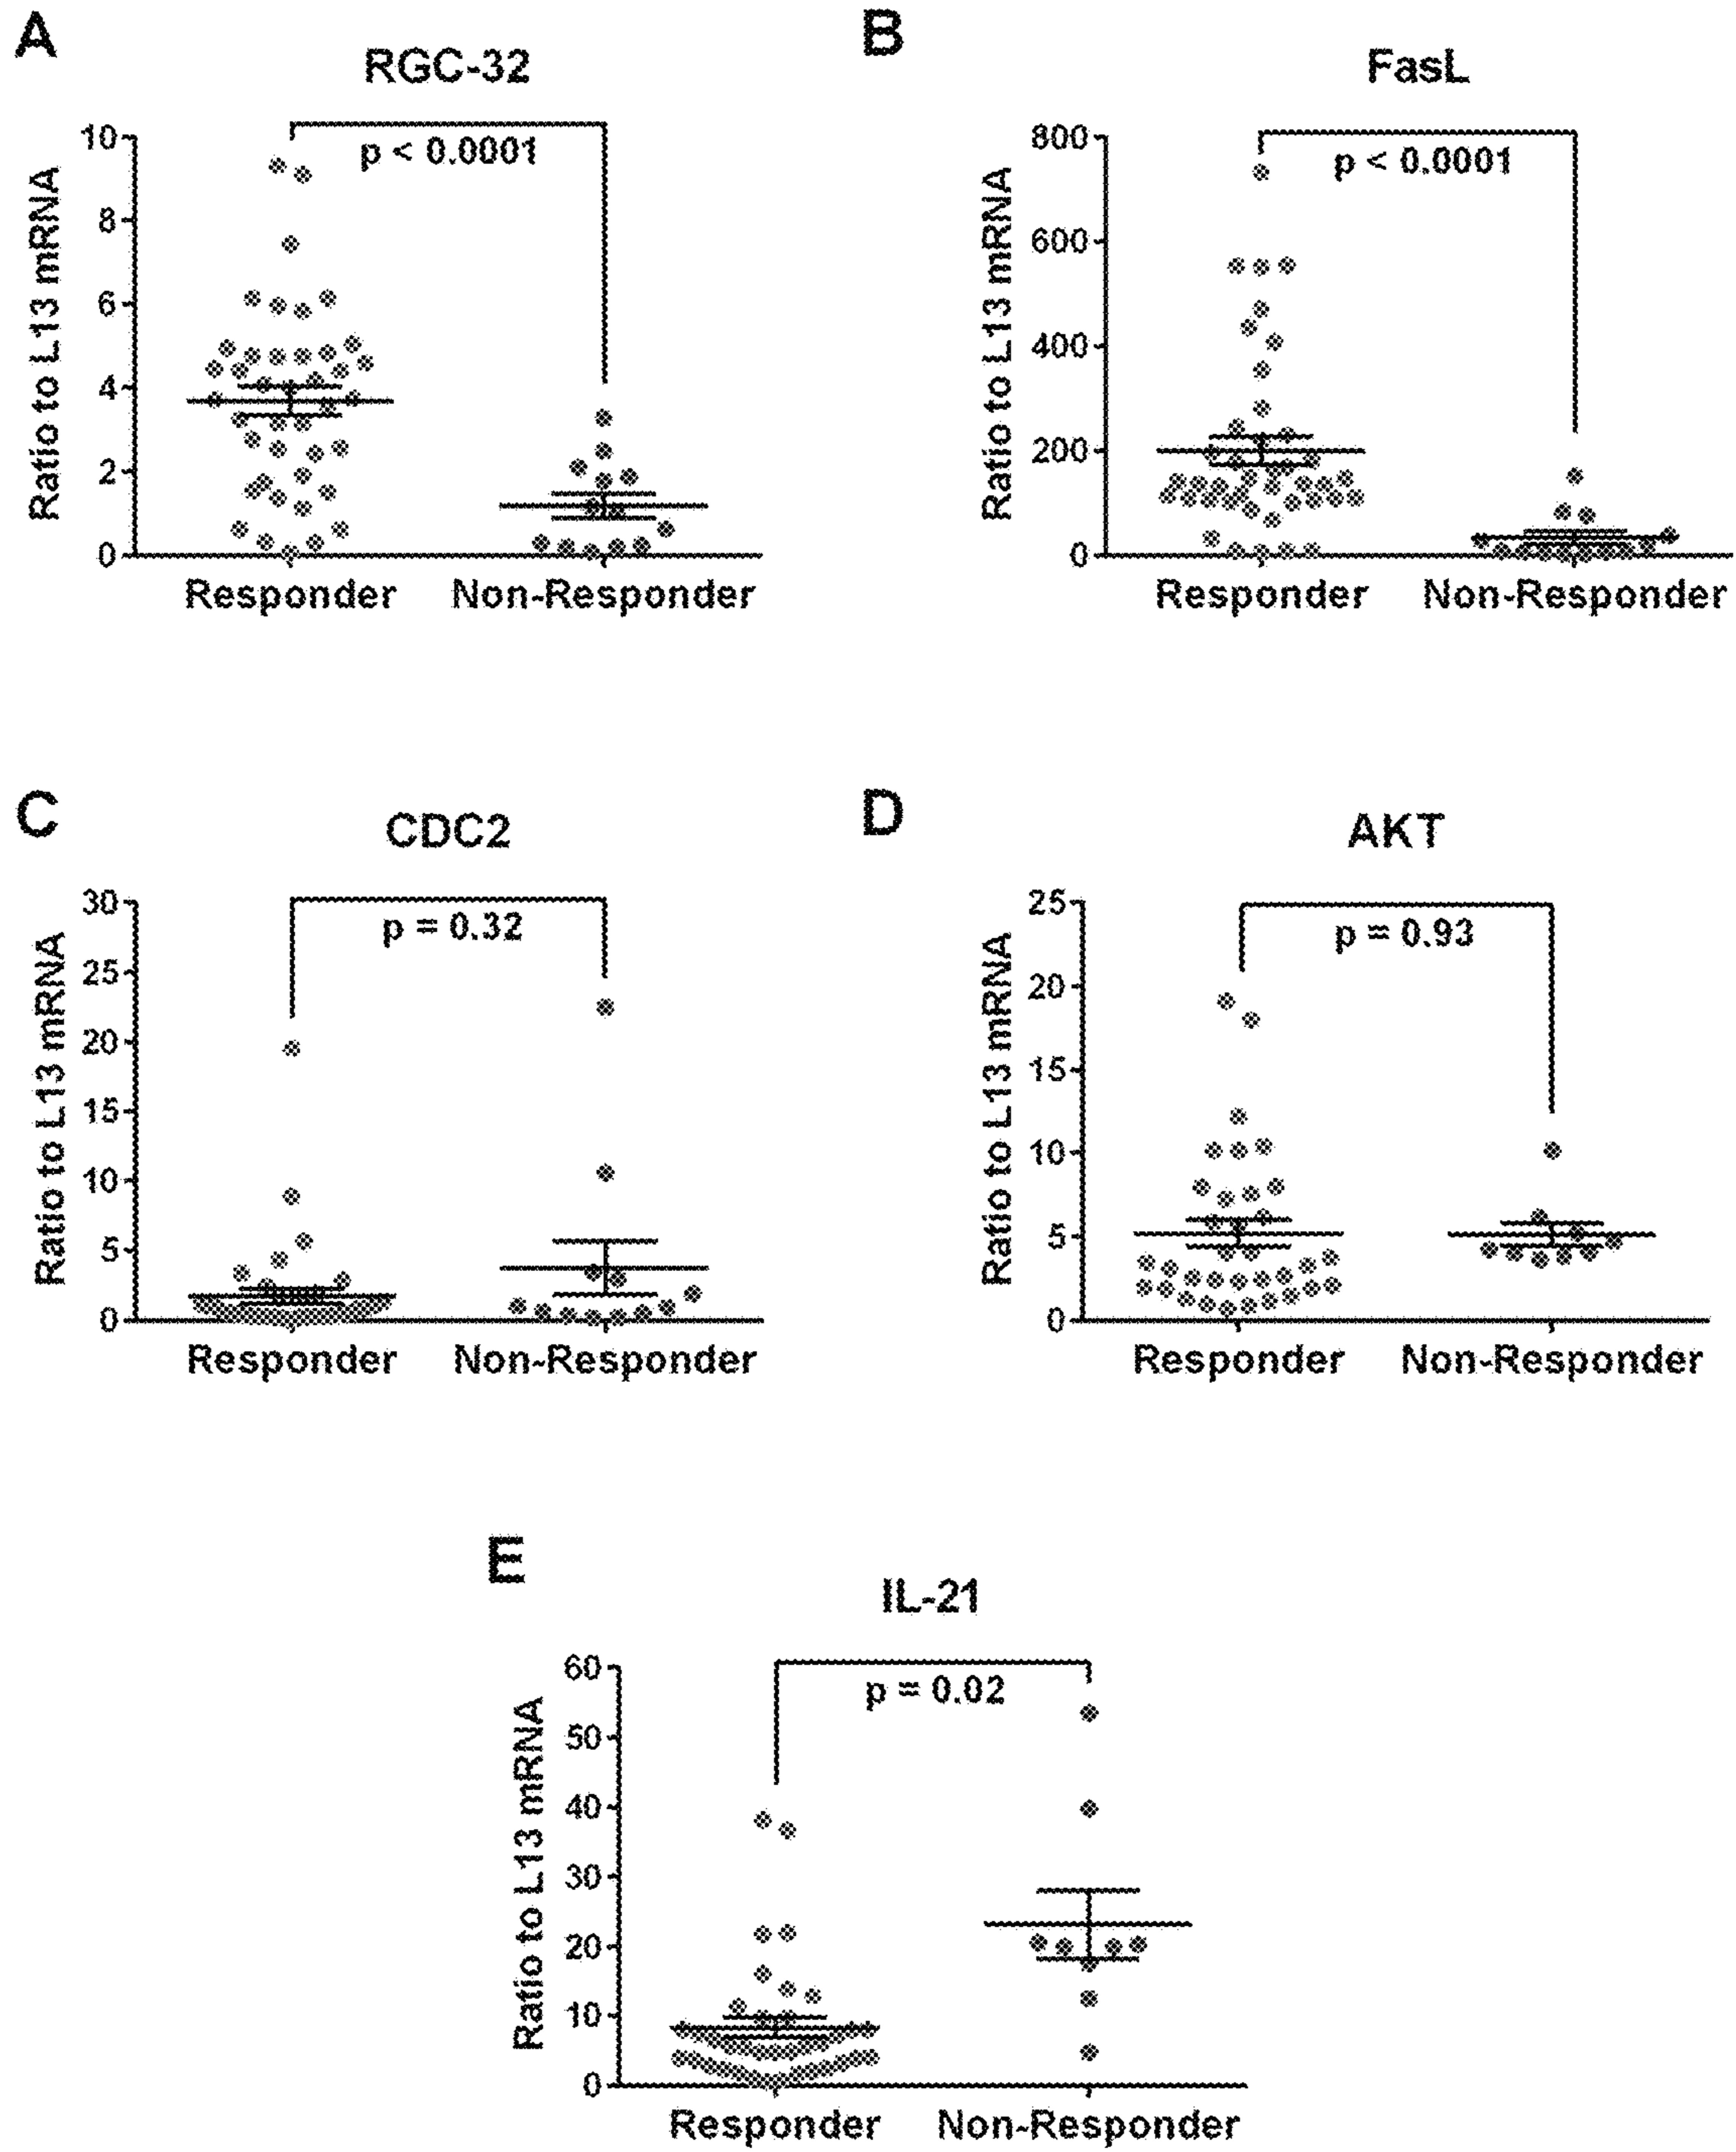 A
RGC-32
Ratio to L13 mRNA
10
8
6
4
2
0
p < 0.0001
Responder
Non-Responder
B
FasL
Ratio to L13 mRNA
800
600
400
200
0
p < 0.0001
Responder
Non-Responder
C
CDC2
Ratio to L13 mRNA
30
25
20
15
10
5
0
p = 0.32
Responder
Non-Responder
D
AKT
Ratio to L13 mRNA
25
20
15
10
5
0
p = 0.93
Responder
Non-Responder
E
IL-21
Ratio to L13 mRNA
60
50
40
30
20
10
0
p = 0.02
Responder
Non-Responder